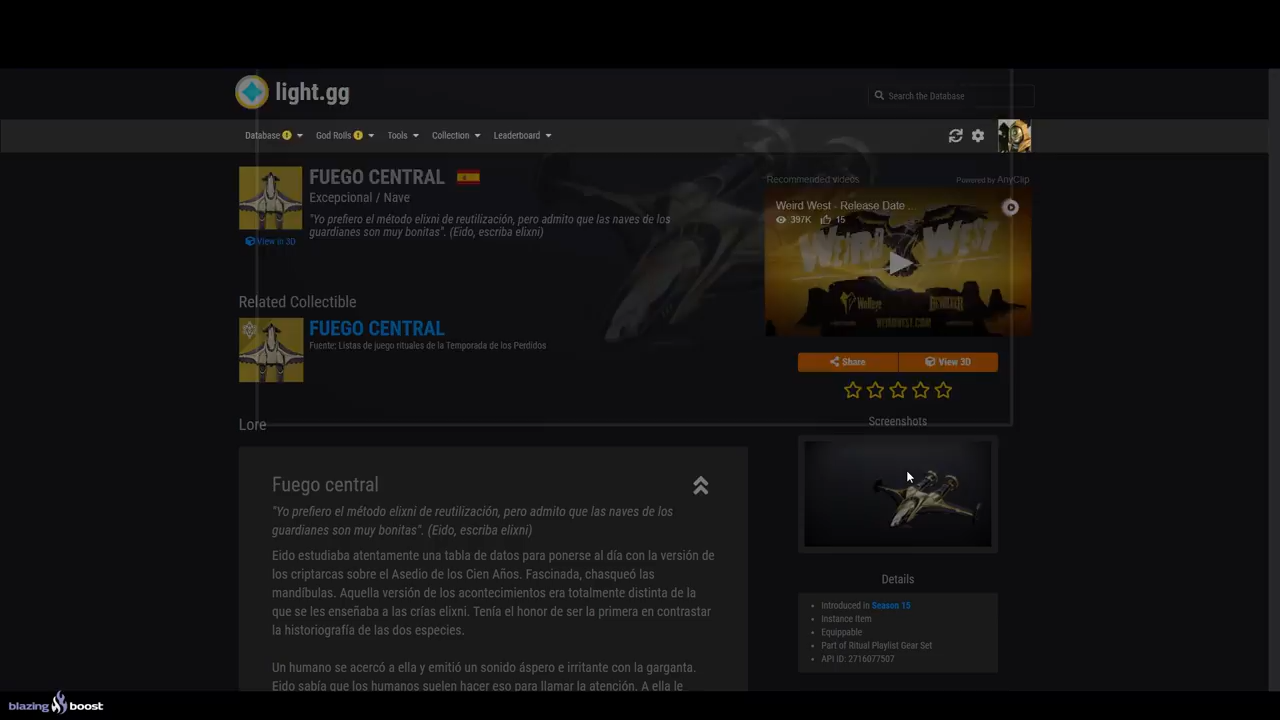 light.gg
Search the Database
Database God Rolls Tools Collection Leaderboard
FUEGO CENTRAL
Excepcional / Nave
"Yo prefiero el método elixni de reutilización, pero admito que las naves de los
guardianes son muy bonitas". (Eido, escriba elixni)
View in 3D
Recommended videos
Powered by AnyClip
Weird West - Release Date ...
397K 15
WEIRD WEST
WEIRDWEST.COM
Related Collectible
FUEGO CENTRAL
Fuente: Listas de juego rituales de la Temporada de los Perdidos
Share
View 3D
Screenshots
Lore
Fuego central
"Yo prefiero el método elixni de reutilización, pero admito que las naves de los
guardianes son muy bonitas". (Eido, escriba elixni)
Eido estudiaba atentamente una tabla de datos para ponerse al día con la versión de
los criptarcas sobre el Asedio de los Cien Años. Fascinada, chasqueó las
mandíbulas. Aquella versión de los acontecimientos era totalmente distinta de la
que se les enseñaba a las crías elixni. Tenía el honor de ser la primera en contrastar
la historiografía de las dos especies.
Un humano se acercó a ella y emitió un sonido áspero e irritante con la garganta.
Eido sabía que los humanos suelen hacer eso para llamar la atención. A ella le
Details
Introduced in Season 15
Instance Item
Equippable
Part of Ritual Playlist Gear Set
API ID: 2716077507
blazing boost